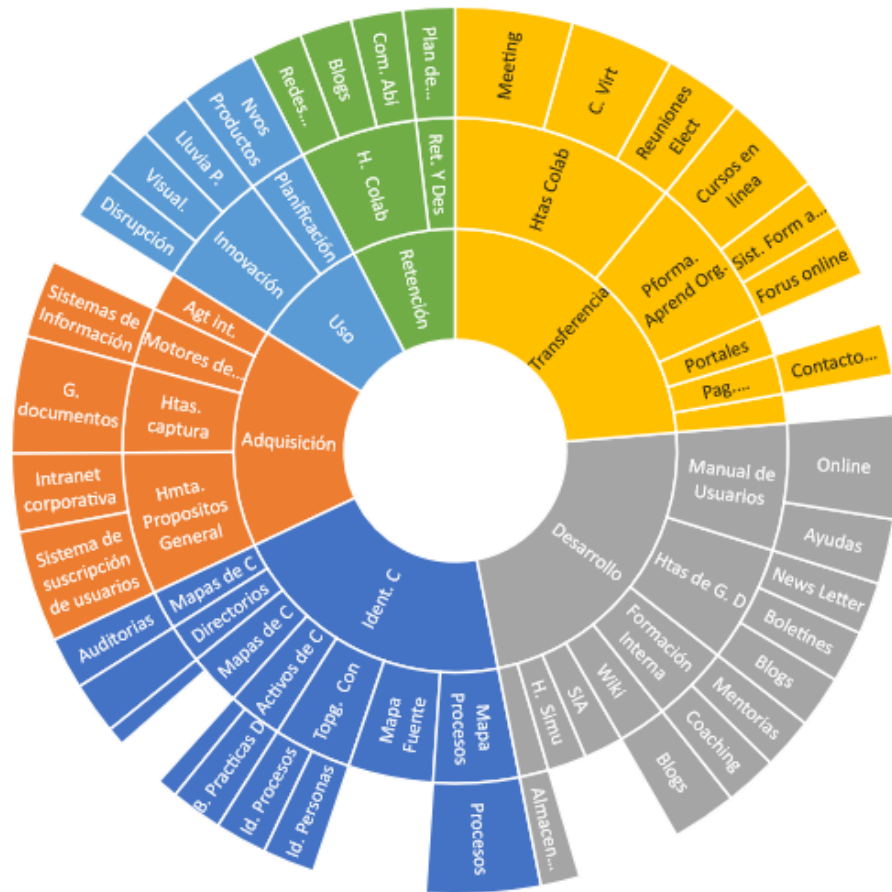 Meeting
C. Virt
Reuniones
Elect
Cursos en
línea
Sist. Form a...
Forus online
Contacto...
Htas Colab
Pforma.
Aprend Org.
Portales
Pag....
Transferencia
Online
Ayudas
News Letter
Boletines
Blogs
Mentorías
Coaching
Blogs
Almacen
...
Manual de
Usuarios
Htas de G. D
Formación
Interna
Wiki
SIA
H. Simu
Desarrollo
Procesos
Id. Personas
Id. Procesos
B. Practicas D
Auditorias
Mapa
Procesos
Mapa
Fuente
Topg. Con
Activos de C
Mapas de C
Directorios
Mapas de C
Ident. C
Sistema de
suscripción
de usuarios
Intranet
corporativa
G.
documentos
Sistemas de
Información
Hmta.
Propositos
General
Htas.
captura
Motores de...
Agt int.
Adquisición
Disrupción
Visual.
Lluvia P.
Nvos
Productos
Innovación
Planificación
Uso
Redes...
Blogs
Com. Abi
Plan de...
H. Colab
Ret. Y Des
Retención